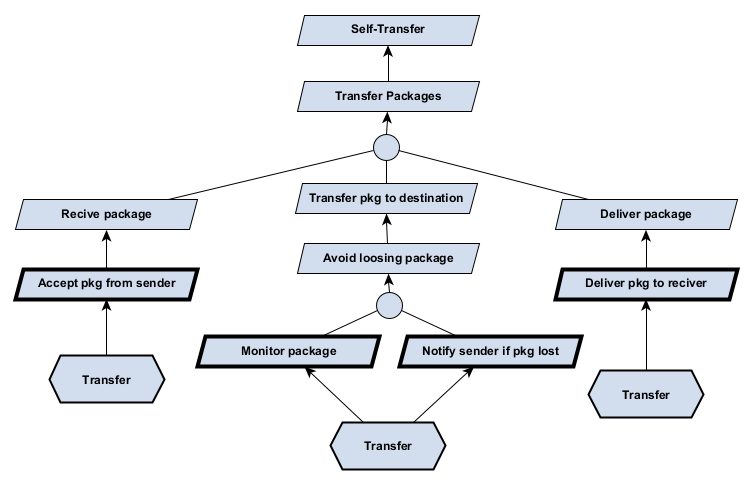 Self-Transfer
Transfer Packages
Recive package
Transfer pkg to destination
Deliver package
Avoid loosing package
Accept pkg from sender
Deliver pkg to reciver
Monitor package
Notify sender if pkg lost
Transfer
Transfer
Transfer